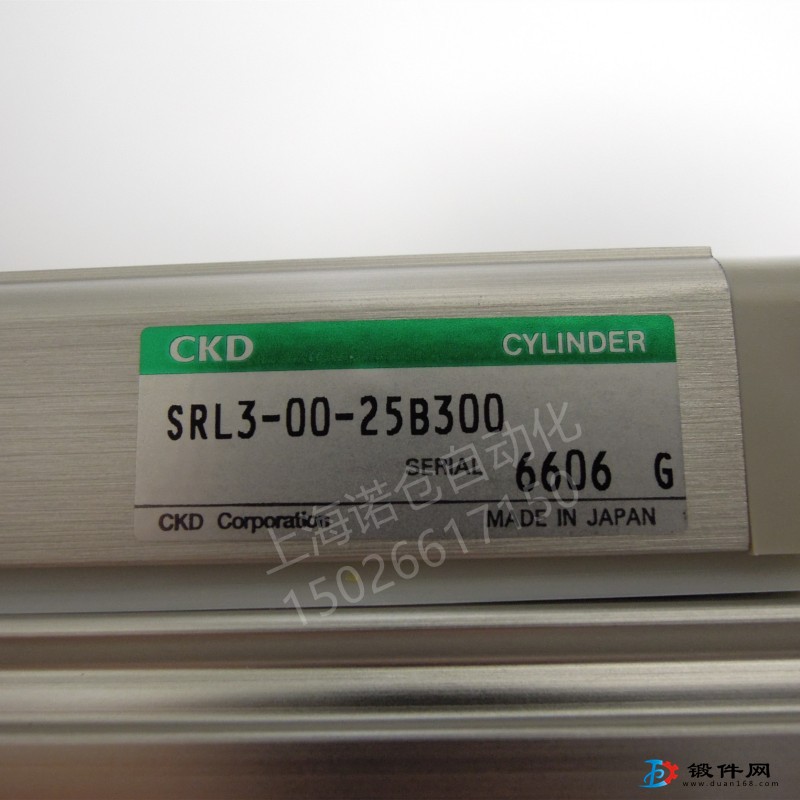 CKD CYLINDER
SRL3-00-25B300
SERIAL 6606 G
CKD Corporation MADE IN JAPAN
上海诺仓自动化
15026617150
锻件网
www.duan168.com